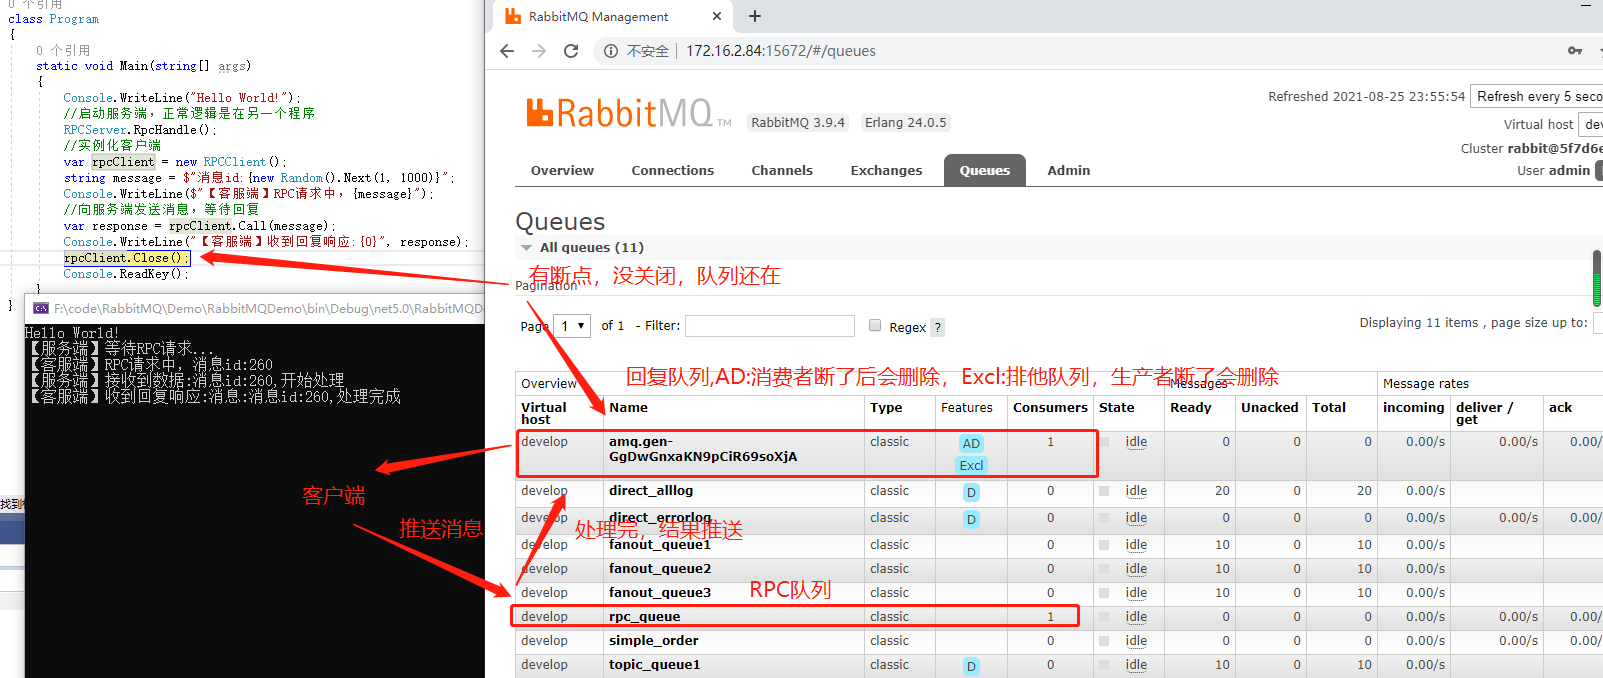 0 个引用
class Program
{
0 个引用
static void Main(string[] args)
{
Console.WriteLine("Hello World!");
//启动服务端，正常逻辑是在另一个程序
RPCServer.RpcHandle();
//实例化客户端
var rpcClient = new RPCClient();
string message = $"消息id:{new Random().Next(1, 1000)}";
Console.WriteLine($"【客服端】RPC请求中，{message}");
//向服务端发送消息，等待回复
var response = rpcClient.Call(message);
Console.WriteLine("【客服端】收到回复响应:{0}", response);
rpcClient.Close();
Console.ReadKey();
}
}
F:\code\RabbitMQ\Demo\RabbitMQDemo\bin\Debug\net5.0\RabbitMQD
Hello World!
【服务端】等待RPC请求...
【客服端】RPC请求中，消息id:260
【服务端】接收到数据:消息id:260,开始处理
【客服端】收到回复响应:消息:消息id:260,处理完成
客户端
推送消息
找到
RabbitMQ Management
不安全 172.16.2.84:15672/#/queues
RabbitMQ TM RabbitMQ 3.9.4 Erlang 24.0.5
Refreshed 2021-08-25 23:55:54 Refresh every 5 seco
Virtual host dev
Cluster rabbit@5f7d6e
User admin
Overview Connections Channels Exchanges Queues Admin
Queues
All queues (11)
有断点，没关闭，队列还在
Pagination
Page 1 of 1 - Filter: Regex ?
Displaying 11 items , page size up to:
回复队列,AD:消费者断了后会删除，Excl:排他队列，生产者断了会删除
Overview Messages Message rates
Virtual host Name Type Features Consumers State Ready Unacked Total incoming deliver / get ack
develop amq.gen-GgDwGnxaKN9pCiR69soXjA classic AD Excl 1 idle 0 0 0 0.00/s 0.00/s 0.00/
develop direct_alllog classic D 0 idle 20 0 20 0.00/s
develop direct_errorlog classic D 0 idle 0 0 0 0.00/s 0.00/s 0.00/
处理完，结果推送
develop fanout_queue1 classic 0 idle 10 0 10 0.00/s
develop fanout_queue2 classic 0 idle 10 0 10 0.00/s
develop fanout_queue3 classic 0 idle 10 0 10 0.00/s
RPC队列
develop rpc_queue classic 1 idle 0 0 0 0.00/s 0.00/s 0.00/
develop simple_order classic 0 idle 0 0 0 0.00/s 0.00/s 0.00/
develop topic_queue1 classic D 0 idle 10 0 10 0.00/s